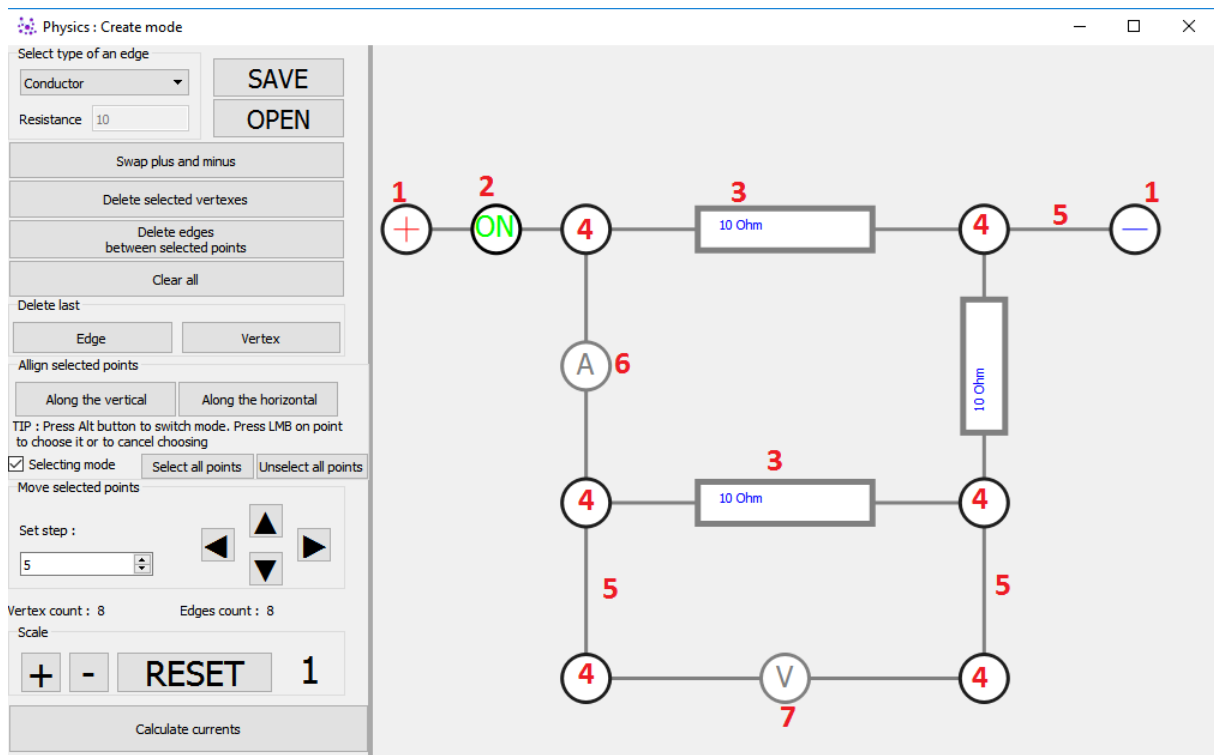 Physics : Create mode
Select type of an edge
Conductor
SAVE
Resistance 10
OPEN
Swap plus and minus
Delete selected vertexes
Delete edges
between selected points
Clear all
Delete last
Edge Vertex
Allign selected points
Along the vertical Along the horizontal
TIP : Press Alt button to switch mode. Press LMB on point
to choose it or to cancel choosing
Selecting mode Select all points Unselect all points
Move selected points
Set step :
5
Vertex count : 8 Edges count : 8
Scale
+ - RESET 1
Calculate currents
1 2 3 1
+ ON 4 10 Ohm 4 5 −
A 6
10 Ohm
3
4 10 Ohm 4
5 5
4 V 4
7